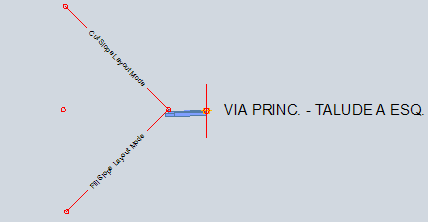 Cut Slope Layout Mode
VIA PRINC. - TALUDE A ESQ.
Fill Slope Layout Mode